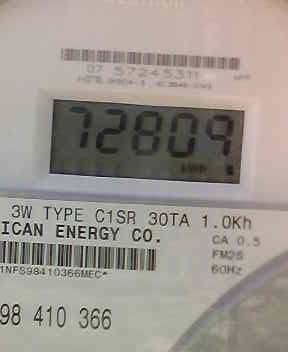 07 57245311
72809
3W TYPE C1SR 30TA 1.0Kh
ICAN ENERGY CO.
CA 0.5
FM2S
60Hz
1NFS98410366MEC*
98 410 366